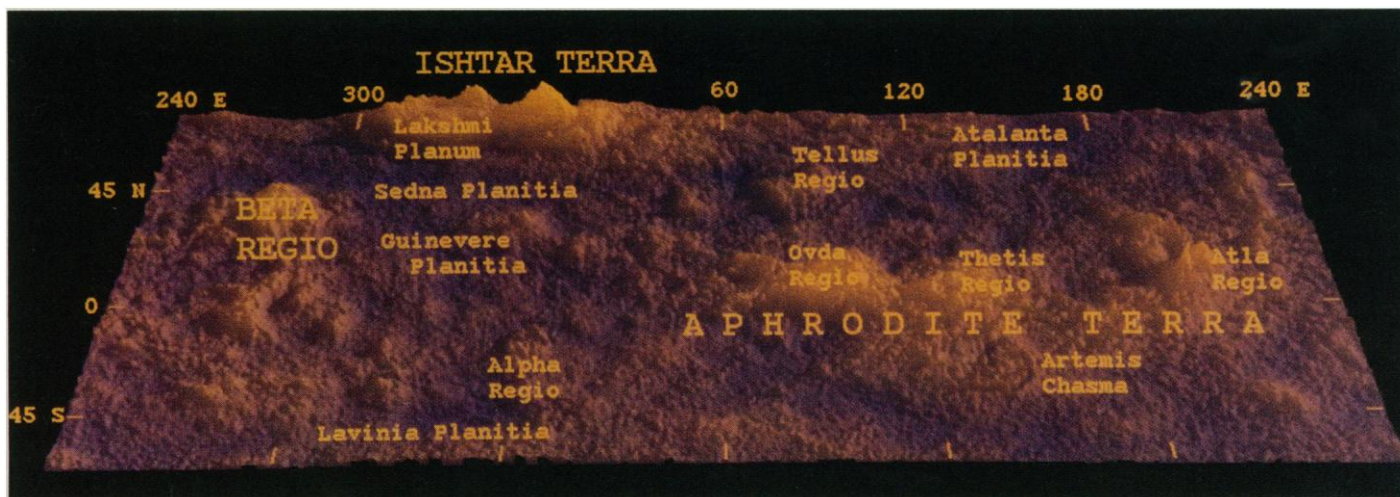 ISHTAR TERRA
240 E
300
60
120
180
240 E
Lakshmi
Planum
Atalanta
Planitia
Tellus
Regio
45 N
Sedna Planitia
BETA
REGIO
Guinevere
Planitia
Ovda
Regio
Thetis
Regio
Atla
Regio
0
APHRODITE TERRA
Alpha
Regio
Artemis
Chasma
45 S
Lavinia Planitia